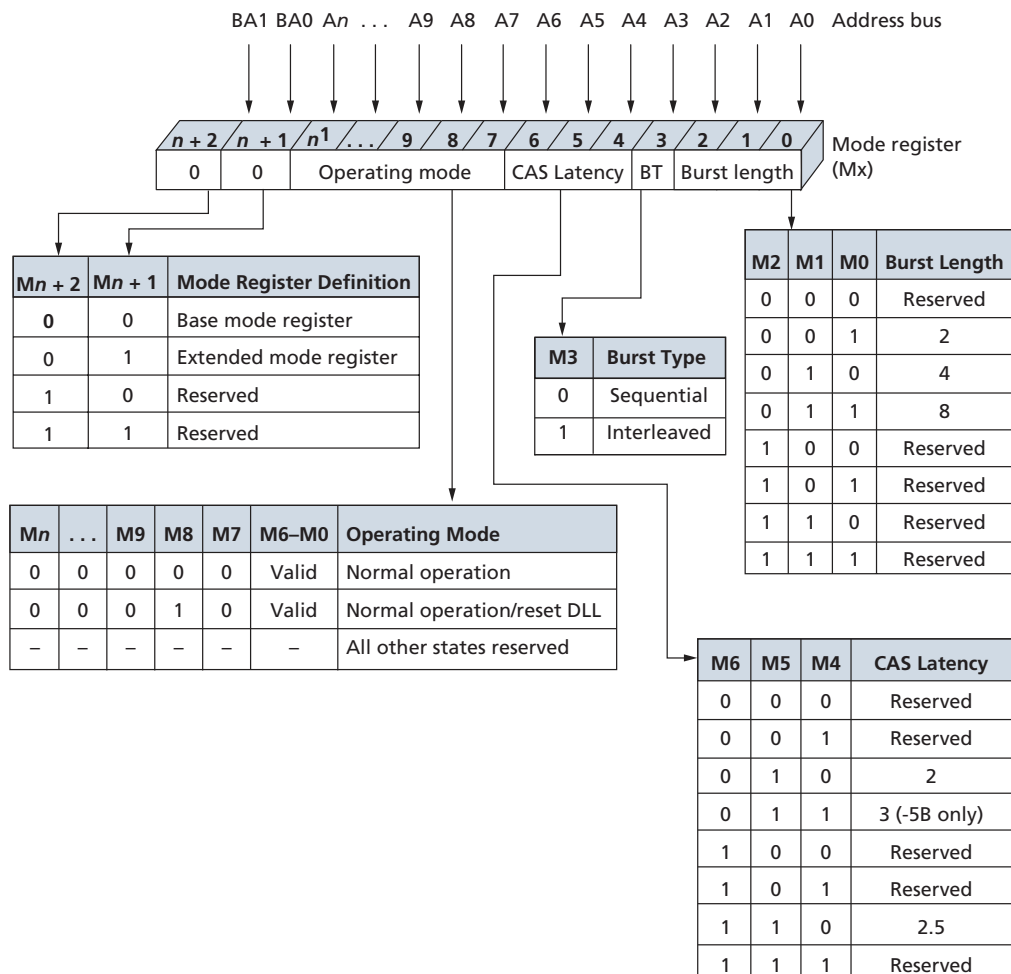 BA1 BA0 An ... A9 A8 A7 A6 A5 A4 A3 A2 A1 A0 Address bus
n + 2 n + 1 n1 ... 9 8 7 6 5 4 3 2 1 0
Mode register
(Mx)
0 0 Operating mode CAS Latency BT Burst length
Mn + 2 Mn + 1 Mode Register Definition
0 0 Base mode register
0 1 Extended mode register
1 0 Reserved
1 1 Reserved
M3 Burst Type
0 Sequential
1 Interleaved
M2 M1 M0 Burst Length
0 0 0 Reserved
0 0 1 2
0 1 0 4
0 1 1 8
1 0 0 Reserved
1 0 1 Reserved
1 1 0 Reserved
1 1 1 Reserved
Mn ... M9 M8 M7 M6–M0 Operating Mode
0 0 0 0 0 Valid Normal operation
0 0 0 1 0 Valid Normal operation/reset DLL
– – – – – – All other states reserved
M6 M5 M4 CAS Latency
0 0 0 Reserved
0 0 1 Reserved
0 1 0 2
0 1 1 3 (-5B only)
1 0 0 Reserved
1 0 1 Reserved
1 1 0 2.5
1 1 1 Reserved